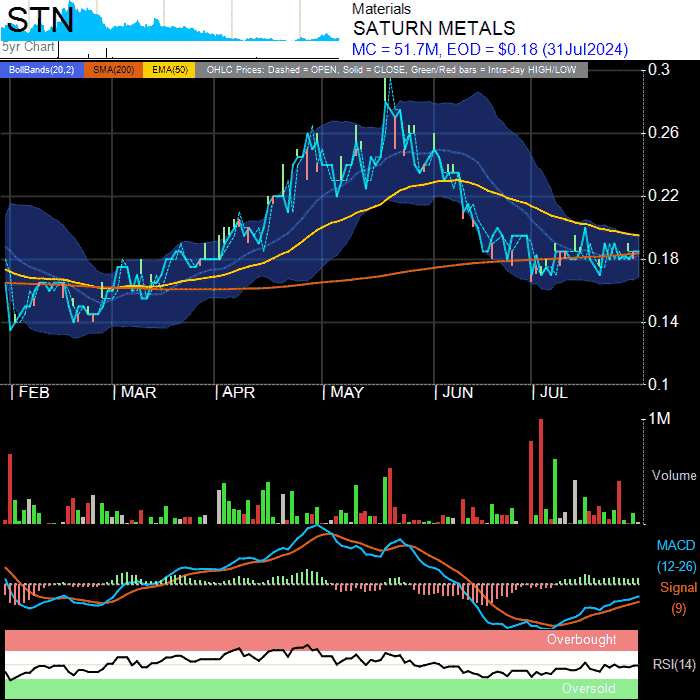 STN
5yr Chart
Materials
SATURN METALS
MC = 51.7M, EOD = $0.18 (31Jul2024)
BollBands(20,2) SMA(200) EMA(50) OHLC Prices: Dashed = OPEN, Solid = CLOSE, Green/Red bars = Intra-day HIGH/LOW
0.3
0.26
0.22
0.18
0.14
0.1
FEB MAR APR MAY JUN JUL
1M
Volume
MACD
(12-26)
Signal
(9)
Overbought
RSI(14)
Oversold